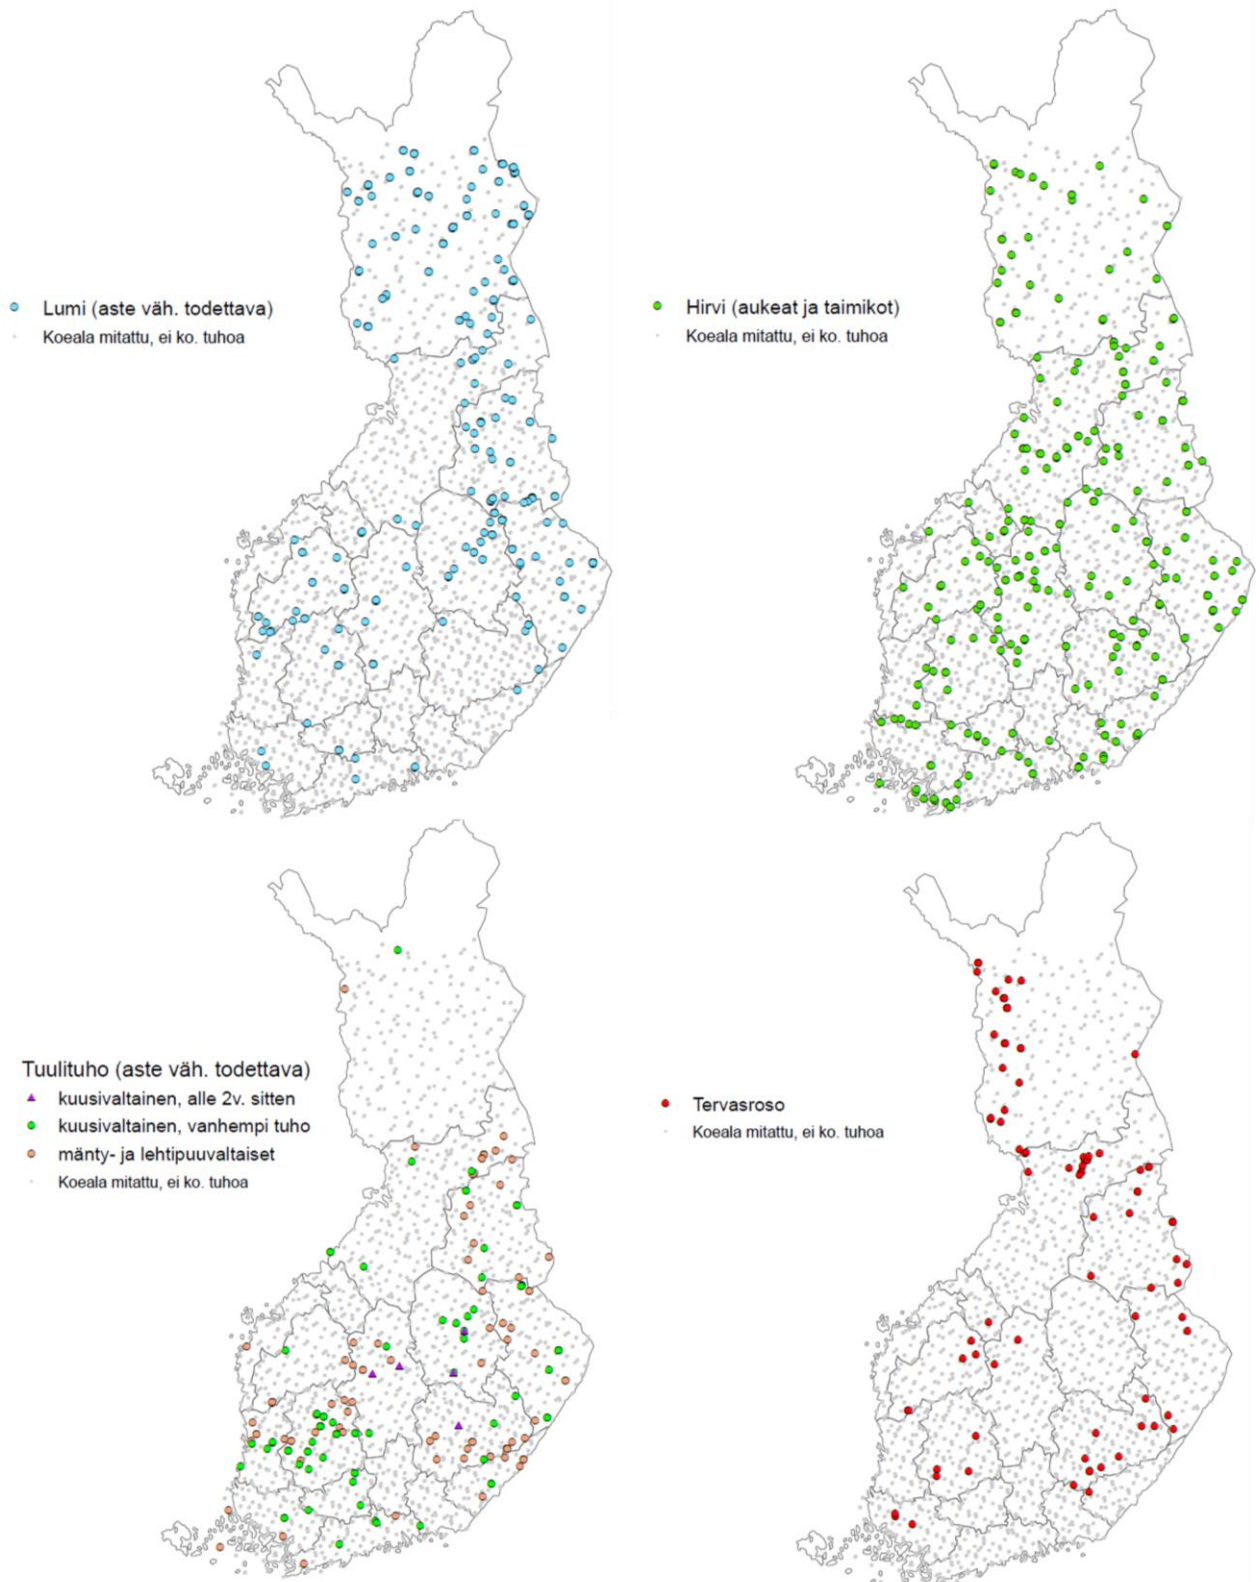 Lumi (aste väh. todettava)
Koeala mitattu, ei ko. tuhoa
Hirvi (aukeat ja taimikot)
Koeala mitattu, ei ko. tuhoa
Tuulituho (aste väh. todettava)
kuusivaltainen, alle 2v. sitten
kuusivaltainen, vanhempi tuho
mänty- ja lehtipuuvaltaiset
Koeala mitattu, ei ko. tuhoa
Tervasroso
Koeala mitattu, ei ko. tuhoa